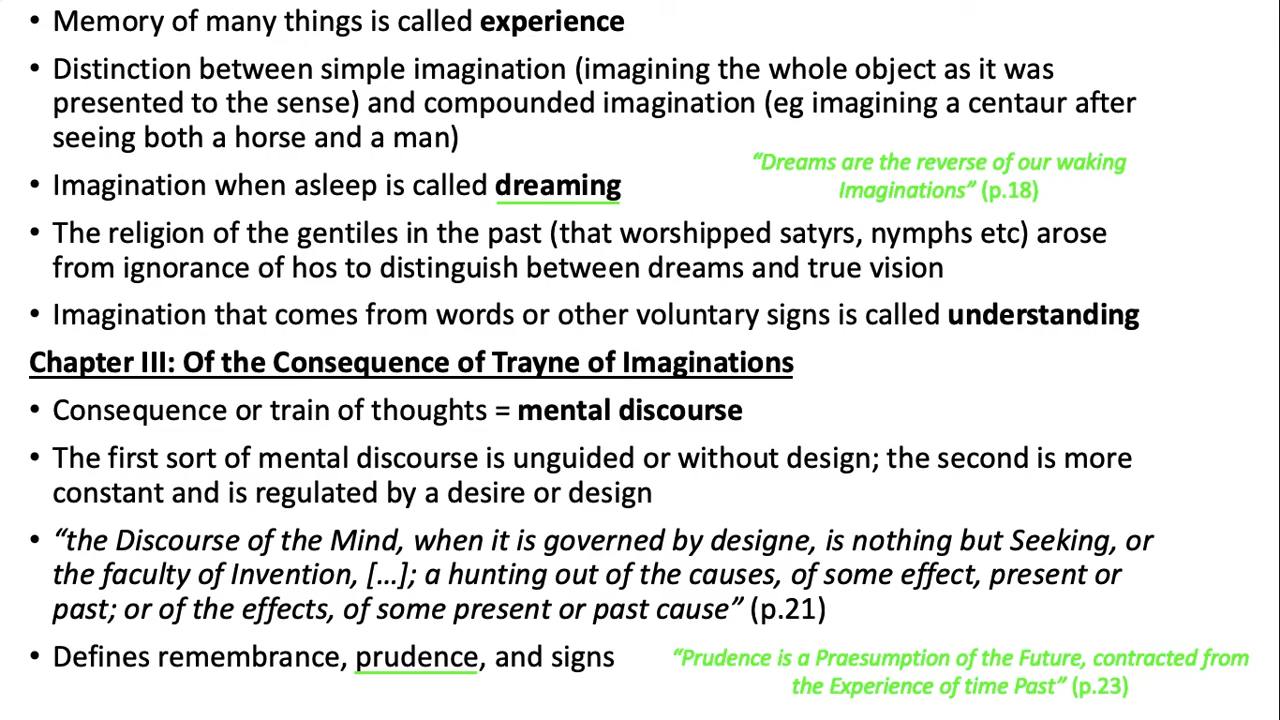 • Memory of many things is called experience
• Distinction between simple imagination (imagining the whole object as it was
presented to the sense) and compounded imagination (eg imagining a centaur after
seeing both a horse and a man)
“Dreams are the reverse of our waking
Imaginations” (p.18)
• Imagination when asleep is called dreaming
• The religion of the gentiles in the past (that worshipped satyrs, nymphs etc) arose
from ignorance of hos to distinguish between dreams and true vision
• Imagination that comes from words or other voluntary signs is called understanding
Chapter III: Of the Consequence of Trayne of Imaginations
• Consequence or train of thoughts = mental discourse
• The first sort of mental discourse is unguided or without design; the second is more
constant and is regulated by a desire or design
• “the Discourse of the Mind, when it is governed by designe, is nothing but Seeking, or
the faculty of Invention, […]; a hunting out of the causes, of some effect, present or
past; or of the effects, of some present or past cause” (p.21)
• Defines remembrance, prudence, and signs
“Prudence is a Praesumption of the Future, contracted from
the Experience of time Past” (p.23)